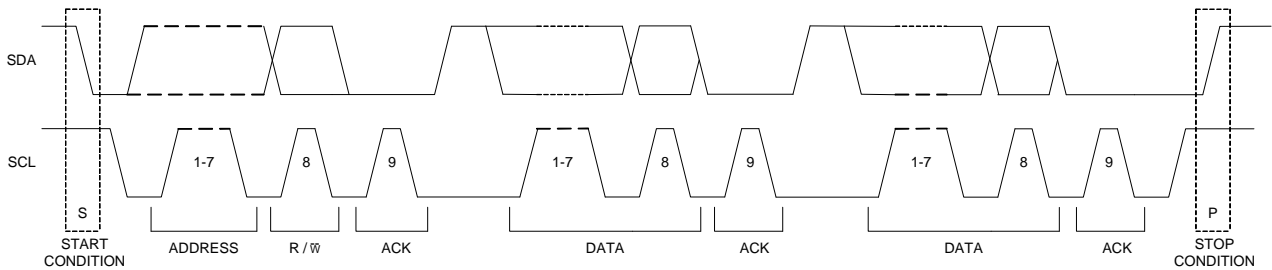 SDA
SCL
1-7
8
9
1-7
8
9
1-7
8
9
S
P
START
CONDITION
ADDRESS
R / W̅
ACK
DATA
ACK
DATA
ACK
STOP
CONDITION